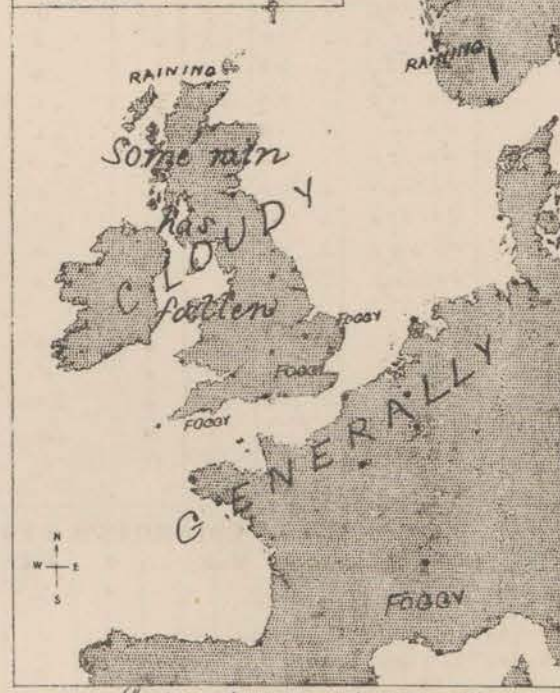 RAINING
RAINING
Some rain
has
fallen
CLOUDY
FOGGY
FOGGY
FOGGY
GENERALLY
N
W E
S
FOGGY